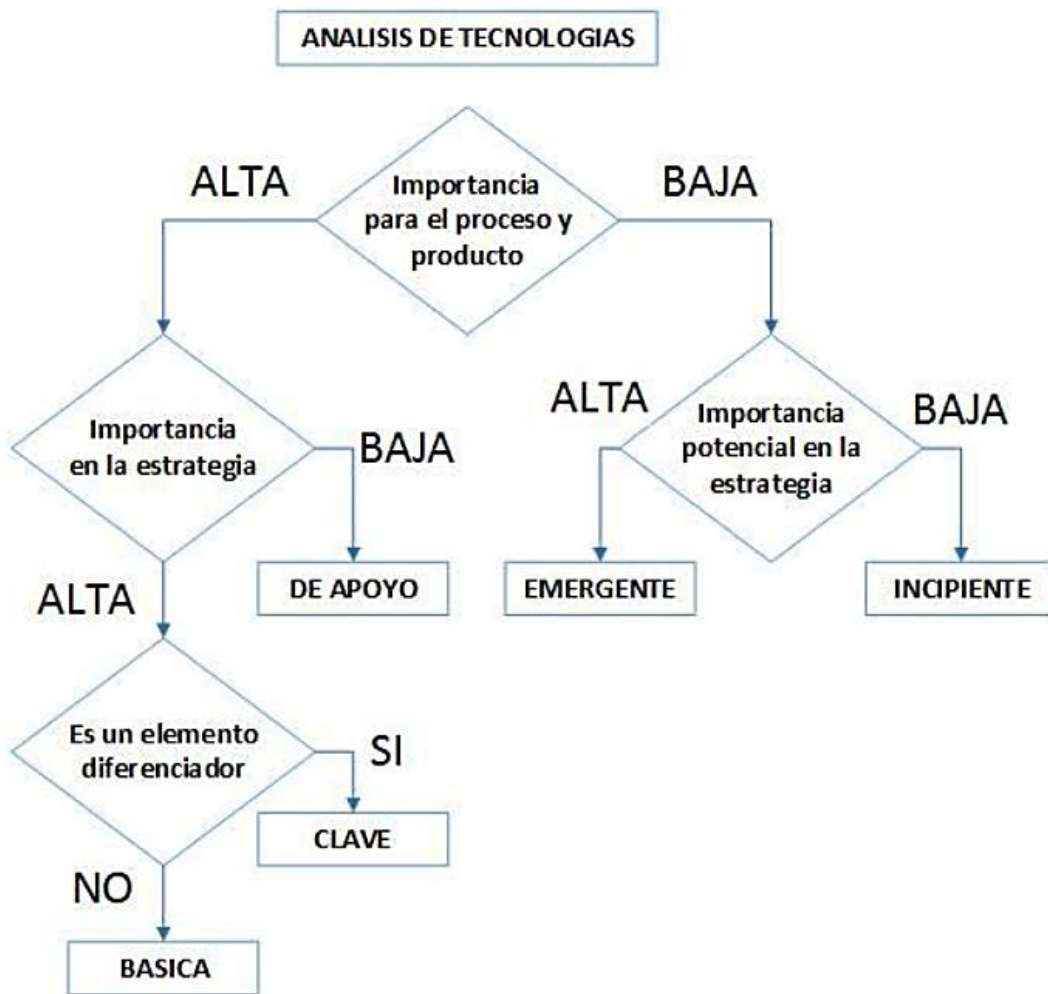 ANALISIS DE TECNOLOGIAS
ALTA
Importancia
para el proceso y
producto
BAJA
Importancia
en la estrategia
BAJA
ALTA
Importancia
potencial en la
estrategia
BAJA
ALTA
DE APOYO
EMERGENTE
INCIPIENTE
Es un elemento
diferenciador
SI
CLAVE
NO
BASICA